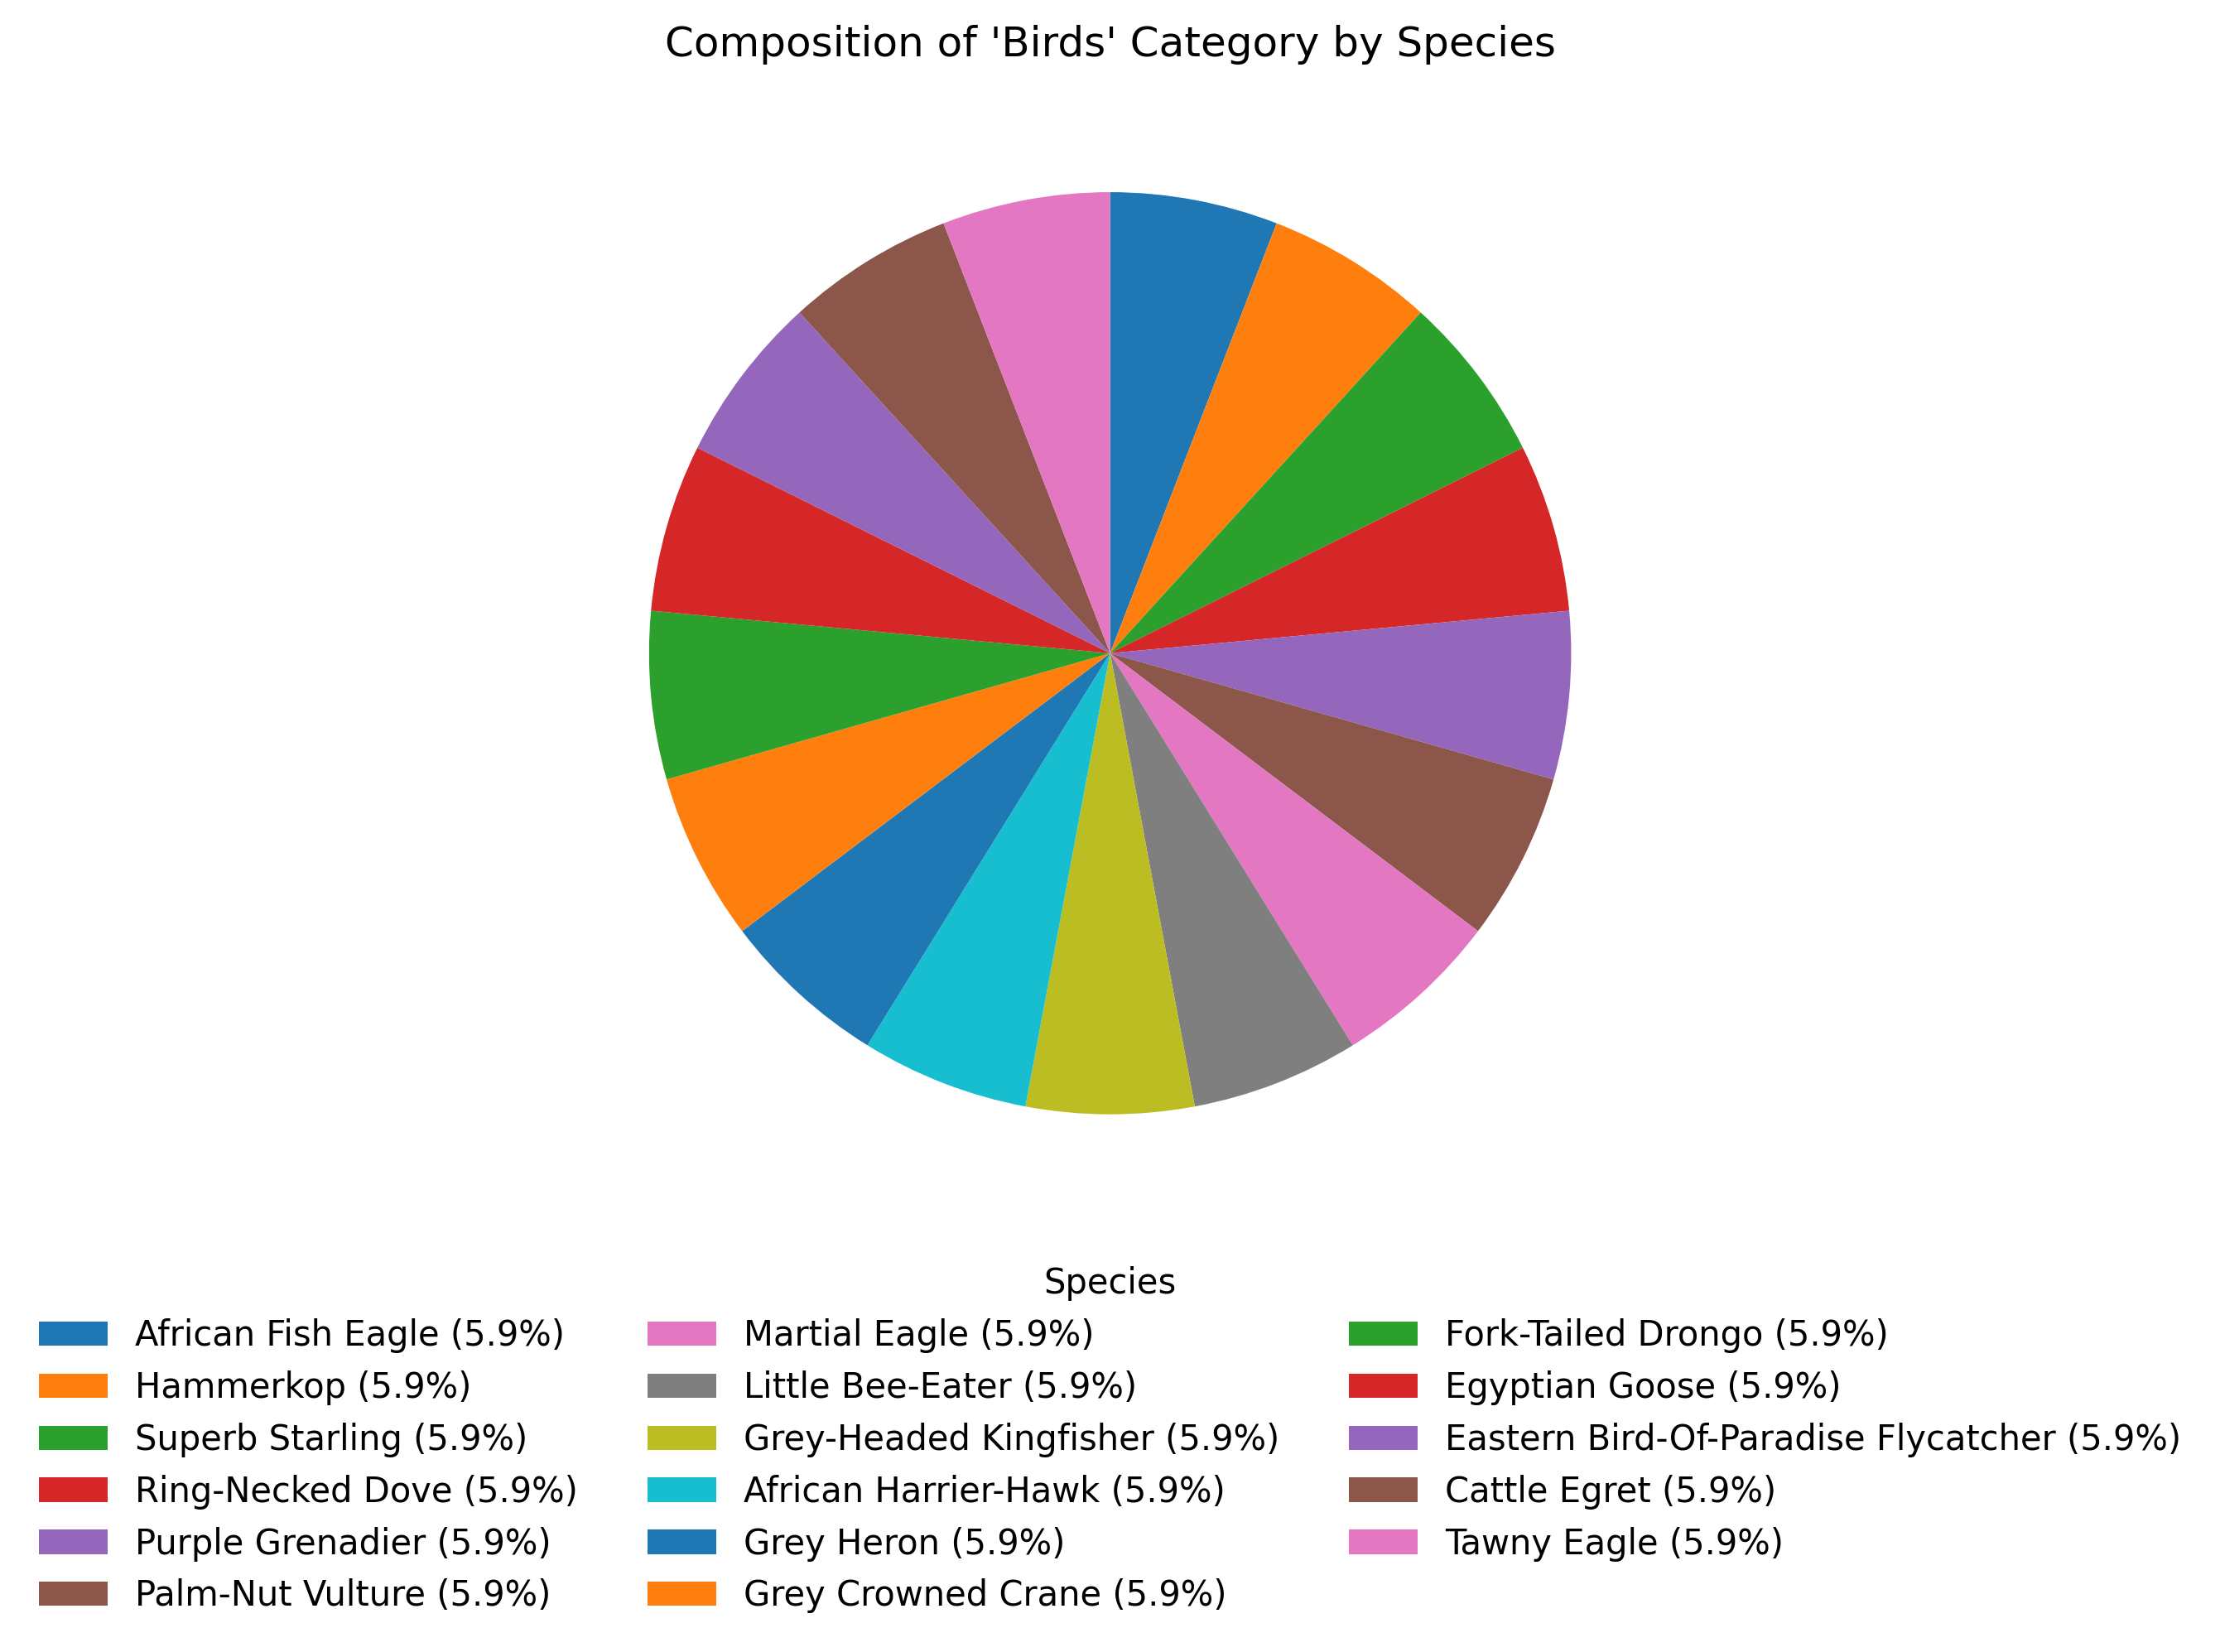 Composition of 'Birds' Category by Species
Species
African Fish Eagle (5.9%)
Hammerkop (5.9%)
Superb Starling (5.9%)
Ring-Necked Dove (5.9%)
Purple Grenadier (5.9%)
Palm-Nut Vulture (5.9%)
Martial Eagle (5.9%)
Little Bee-Eater (5.9%)
Grey-Headed Kingfisher (5.9%)
African Harrier-Hawk (5.9%)
Grey Heron (5.9%)
Grey Crowned Crane (5.9%)
Fork-Tailed Drongo (5.9%)
Egyptian Goose (5.9%)
Eastern Bird-Of-Paradise Flycatcher (5.9%)
Cattle Egret (5.9%)
Tawny Eagle (5.9%)